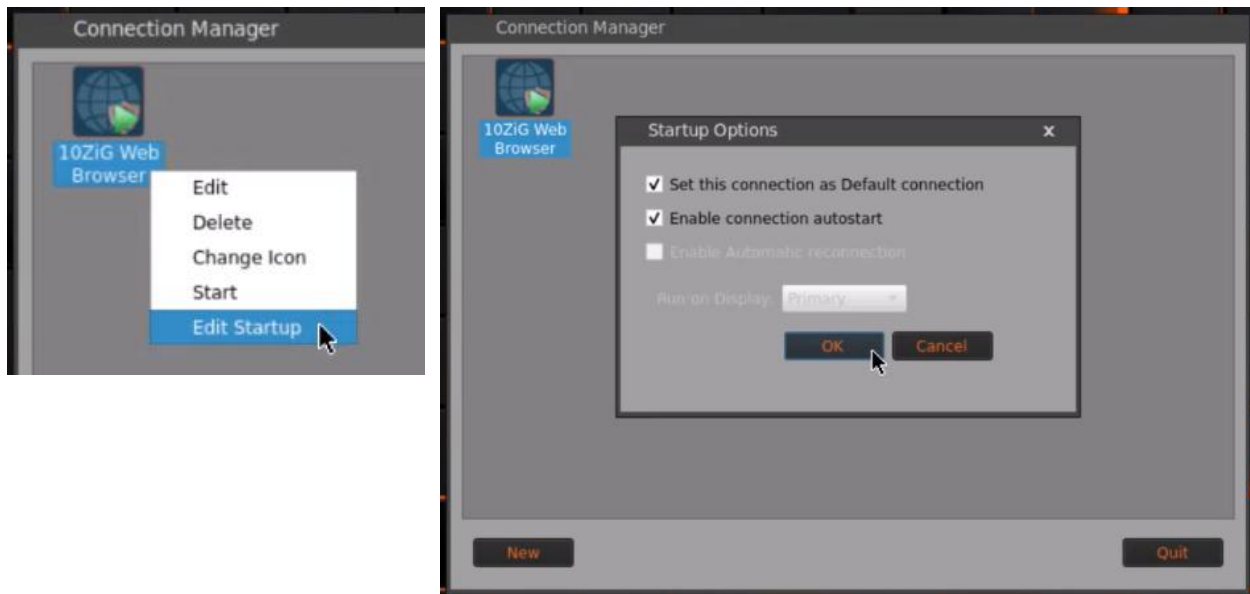 Connection Manager
10ZiG Web
Browser
Edit
Delete
Change Icon
Start
Edit Startup
Connection Manager
10ZiG Web
Browser
Startup Options
x
Set this connection as Default connection
Enable connection autostart
Enable Automatic reconnection
Run on Display: Primary
OK Cancel
New Quit